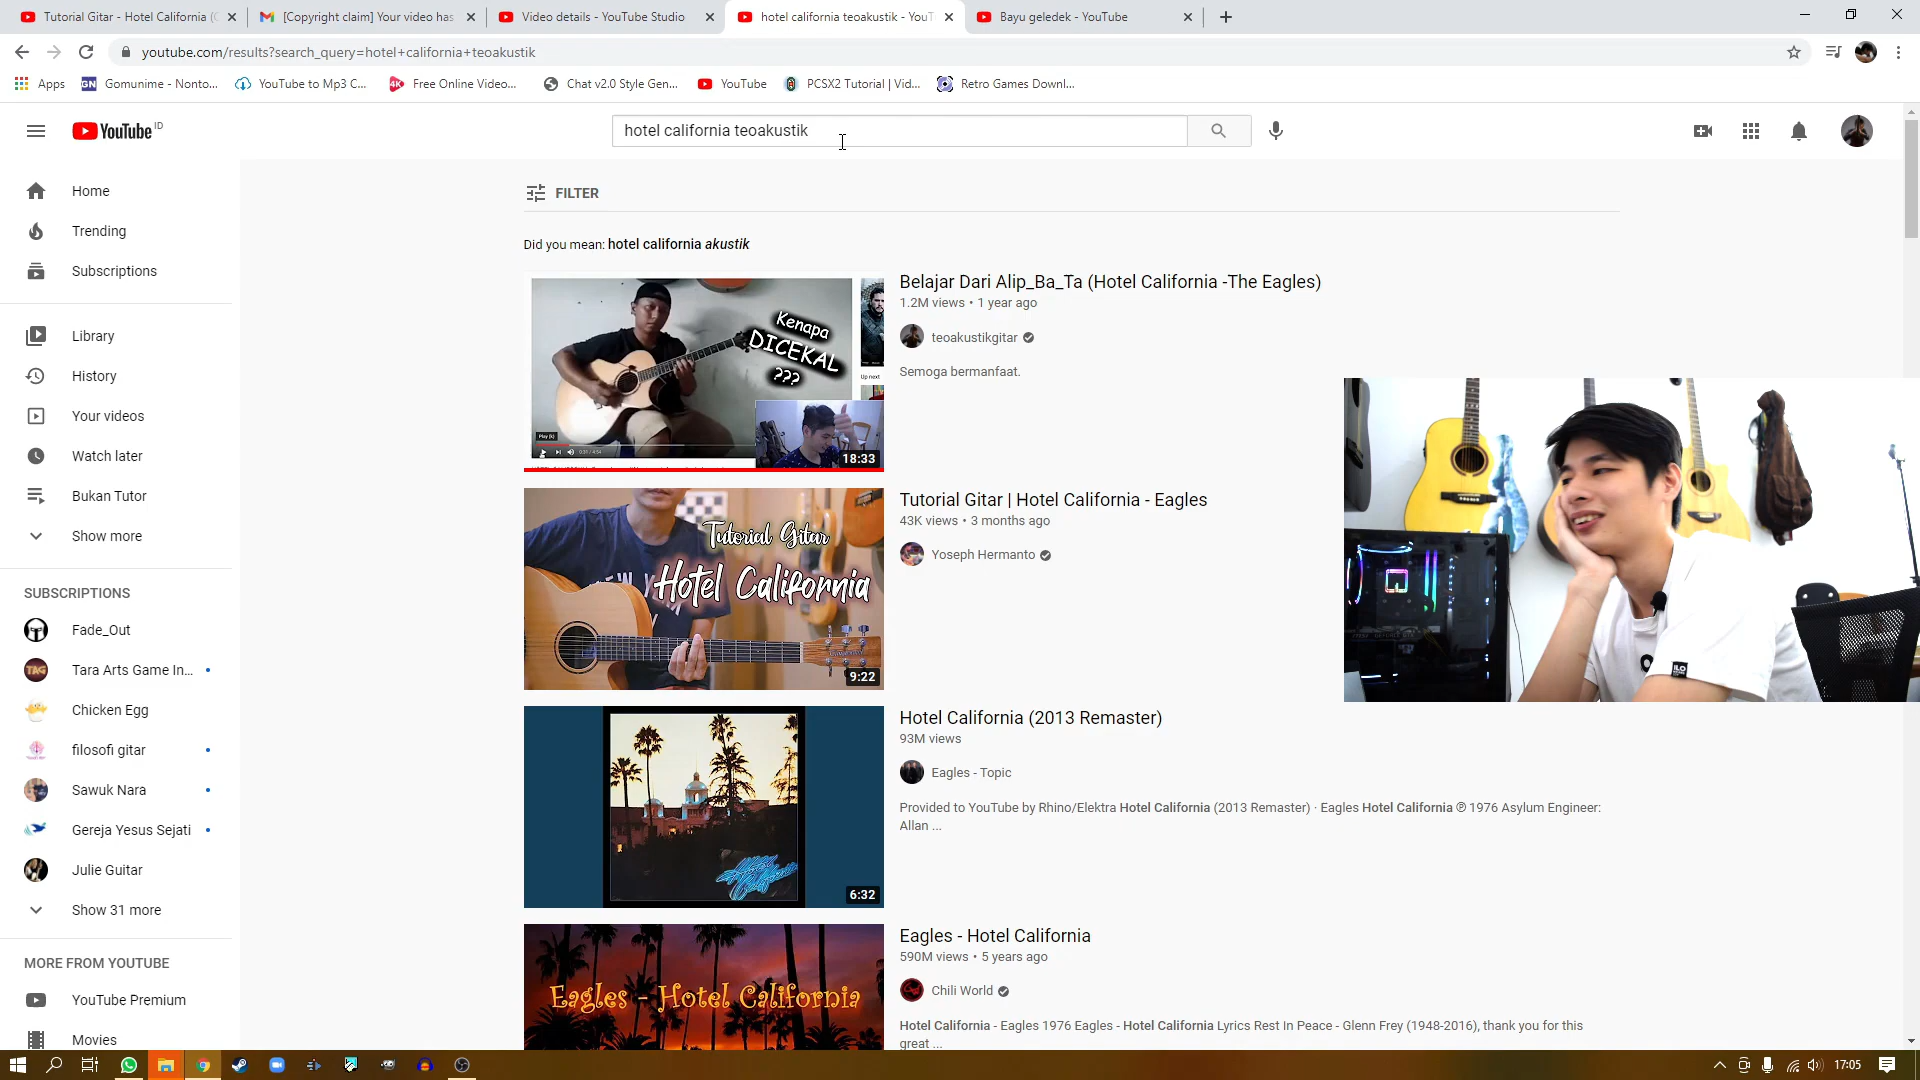 Tutorial Gitar - Hotel California (
[Copyright claim] Your video has
Video details - YouTube Studio
hotel california teoakustik - YouT
Bayu geledek - YouTube
youtube.com/results?search_query=hotel+california+teoakustik
Apps
Gomunime - Nonto...
YouTube to Mp3 C...
Free Online Video...
Chat v2.0 Style Gen...
YouTube
PCSX2 Tutorial | Vid...
Retro Games Downl...
YouTube ID
hotel california teoakustik
Home
Trending
Subscriptions
Library
History
Your videos
Watch later
Bukan Tutor
Show more
SUBSCRIPTIONS
Fade_Out
Tara Arts Game In...
Chicken Egg
filosofi gitar
Sawuk Nara
Gereja Yesus Sejati
Julie Guitar
Show 31 more
MORE FROM YOUTUBE
YouTube Premium
Movies
FILTER
Did you mean: hotel california akustik
Kenapa
DICEKAL
???
Up next
Play (k)
18:33
Belajar Dari Alip_Ba_Ta (Hotel California -The Eagles)
1.2M views • 1 year ago
teoakustikgitar
Semoga bermanfaat.
Tutorial Gitar
Hotel California
9:22
Tutorial Gitar | Hotel California - Eagles
43K views • 3 months ago
Yoseph Hermanto
6:32
Hotel California (2013 Remaster)
93M views
Eagles - Topic
Provided to YouTube by Rhino/Elektra Hotel California (2013 Remaster) · Eagles Hotel California ℗ 1976 Asylum Engineer:
Allan ...
Eagles - Hotel California
Eagles - Hotel California
590M views • 5 years ago
Chili World
Hotel California - Eagles 1976 Eagles - Hotel California Lyrics Rest In Peace - Glenn Frey (1948-2016), thank you for this
great ...
17:05